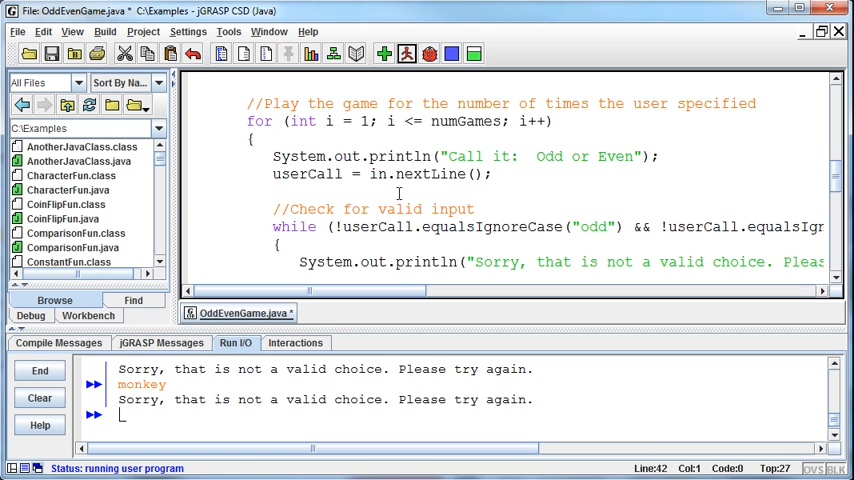 File: OddEvenGame.java * C:\Examples - jGRASP CSD (Java)
File Edit View Build Project Settings Tools Window Help
All Files Sort By Na...
C:\Examples
AnotherJavaClass.class
AnotherJavaClass.java
CharacterFun.class
CharacterFun.java
CoinFlipFun.class
CoinFlipFun.java
ComparisonFun.class
ComparisonFun.java
ConstantFun.class
Browse Find
Debug Workbench
//Play the game for the number of times the user specified
for (int i = 1; i <= numGames; i++)
{
System.out.println("Call it:  Odd or Even");
userCall = in.nextLine();
//Check for valid input
while (!userCall.equalsIgnoreCase("odd") && !userCall.equalsIgn
{
System.out.println("Sorry, that is not a valid choice. Pleas
OddEvenGame.java *
Compile Messages jGRASP Messages Run I/O Interactions
End
Clear
Help
Sorry, that is not a valid choice. Please try again.
monkey
Sorry, that is not a valid choice. Please try again.
Status: running user program Line:42 Col:1 Code:0 Top:27 OVS BLK